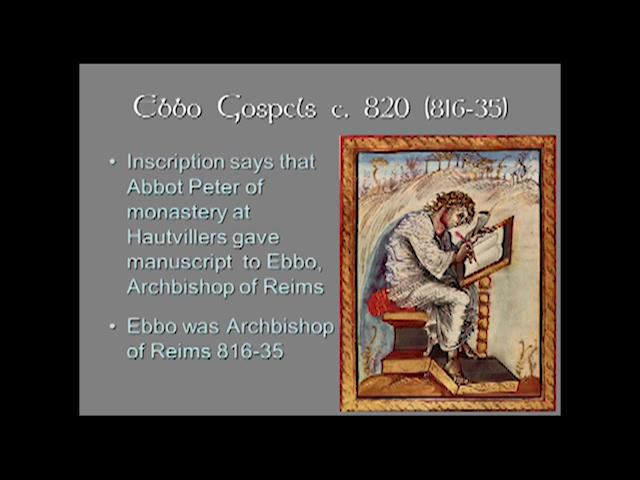 Ebbo Gospels c. 820 (816-35)
• Inscription says that
Abbot Peter of
monastery at
Hautvillers gave
manuscript to Ebbo,
Archbishop of Reims
• Ebbo was Archbishop
of Reims 816-35